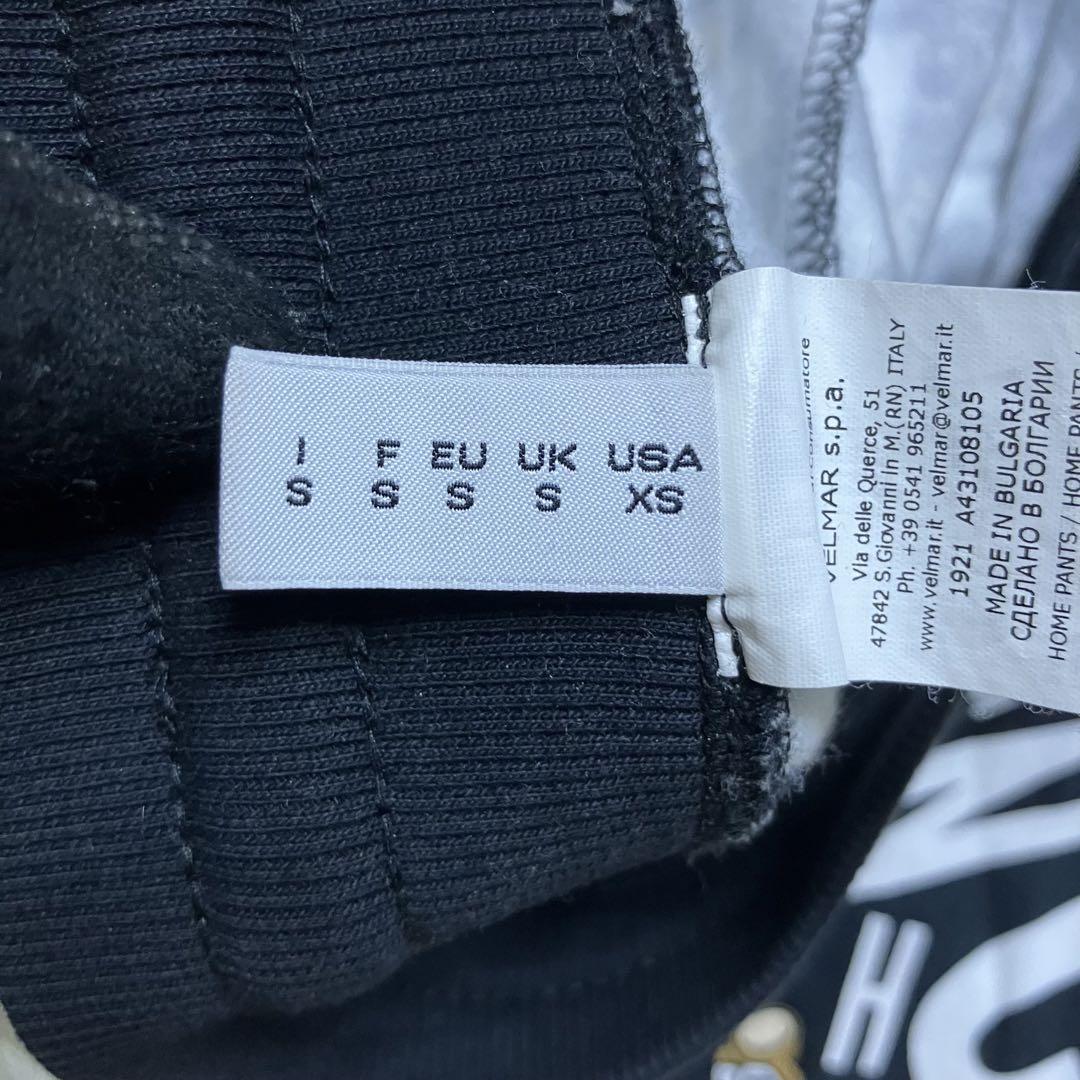 I F EU UK USA
S S S S XS
VELMAR s.p.a.
Via delle Querce, 51
47842 S.Giovanni In M.(RN) ITALY
Ph. +39 0541 965211
www.velmar.it - velmar@velmar.it
1921 A43108105
MADE IN BULGARIA
СДЕЛАНО В БОЛГАРИИ
HOME PANTS / HOME PANTS /
H